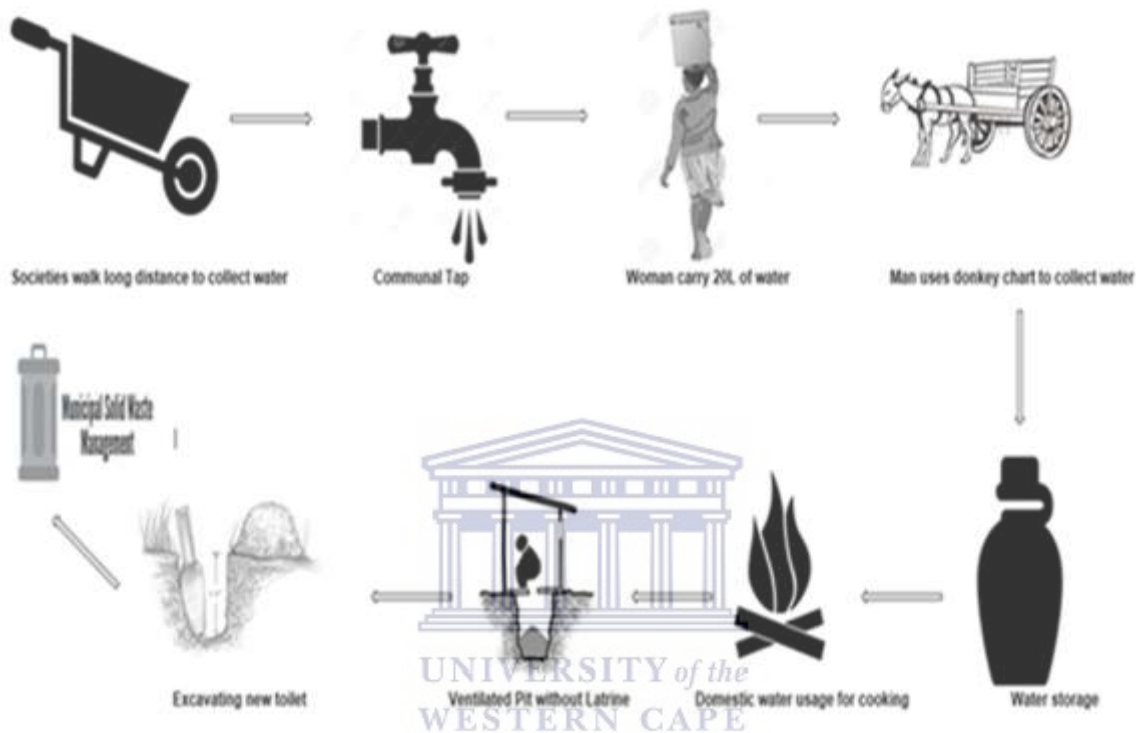 Societies walk long distance to collect water
Communal Tap
Woman carry 20L of water
Man uses donkey chart to collect water
Municipal Solid Waste
Management
Excavating new toilet
Ventilated Pit without Latrine
Domestic water usage for cooking
Water storage
UNIVERSITY of the
WESTERN CAPE